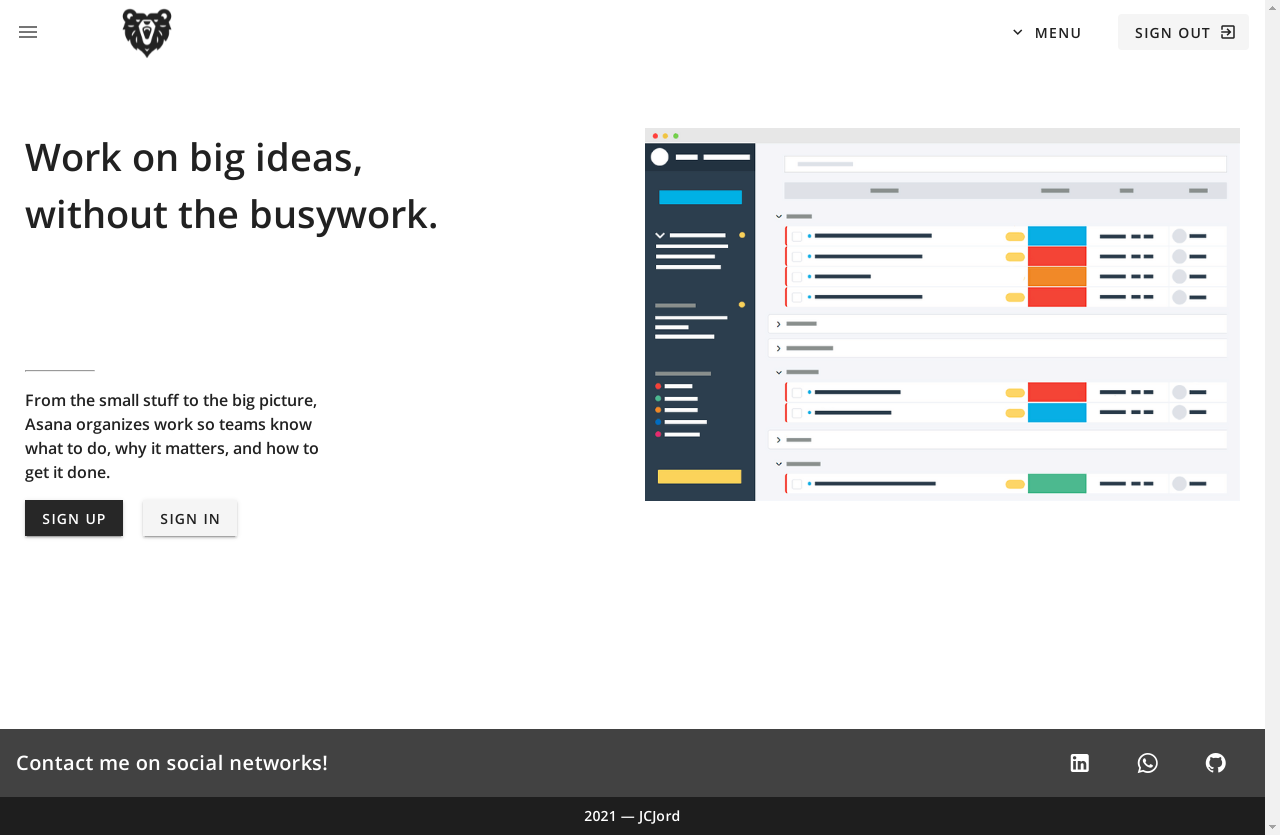 MENU
SIGN OUT
Work on big ideas,
without the busywork.
From the small stuff to the big picture,
Asana organizes work so teams know
what to do, why it matters, and how to
get it done.
SIGN UP
SIGN IN
Contact me on social networks!
2021 — JCJord